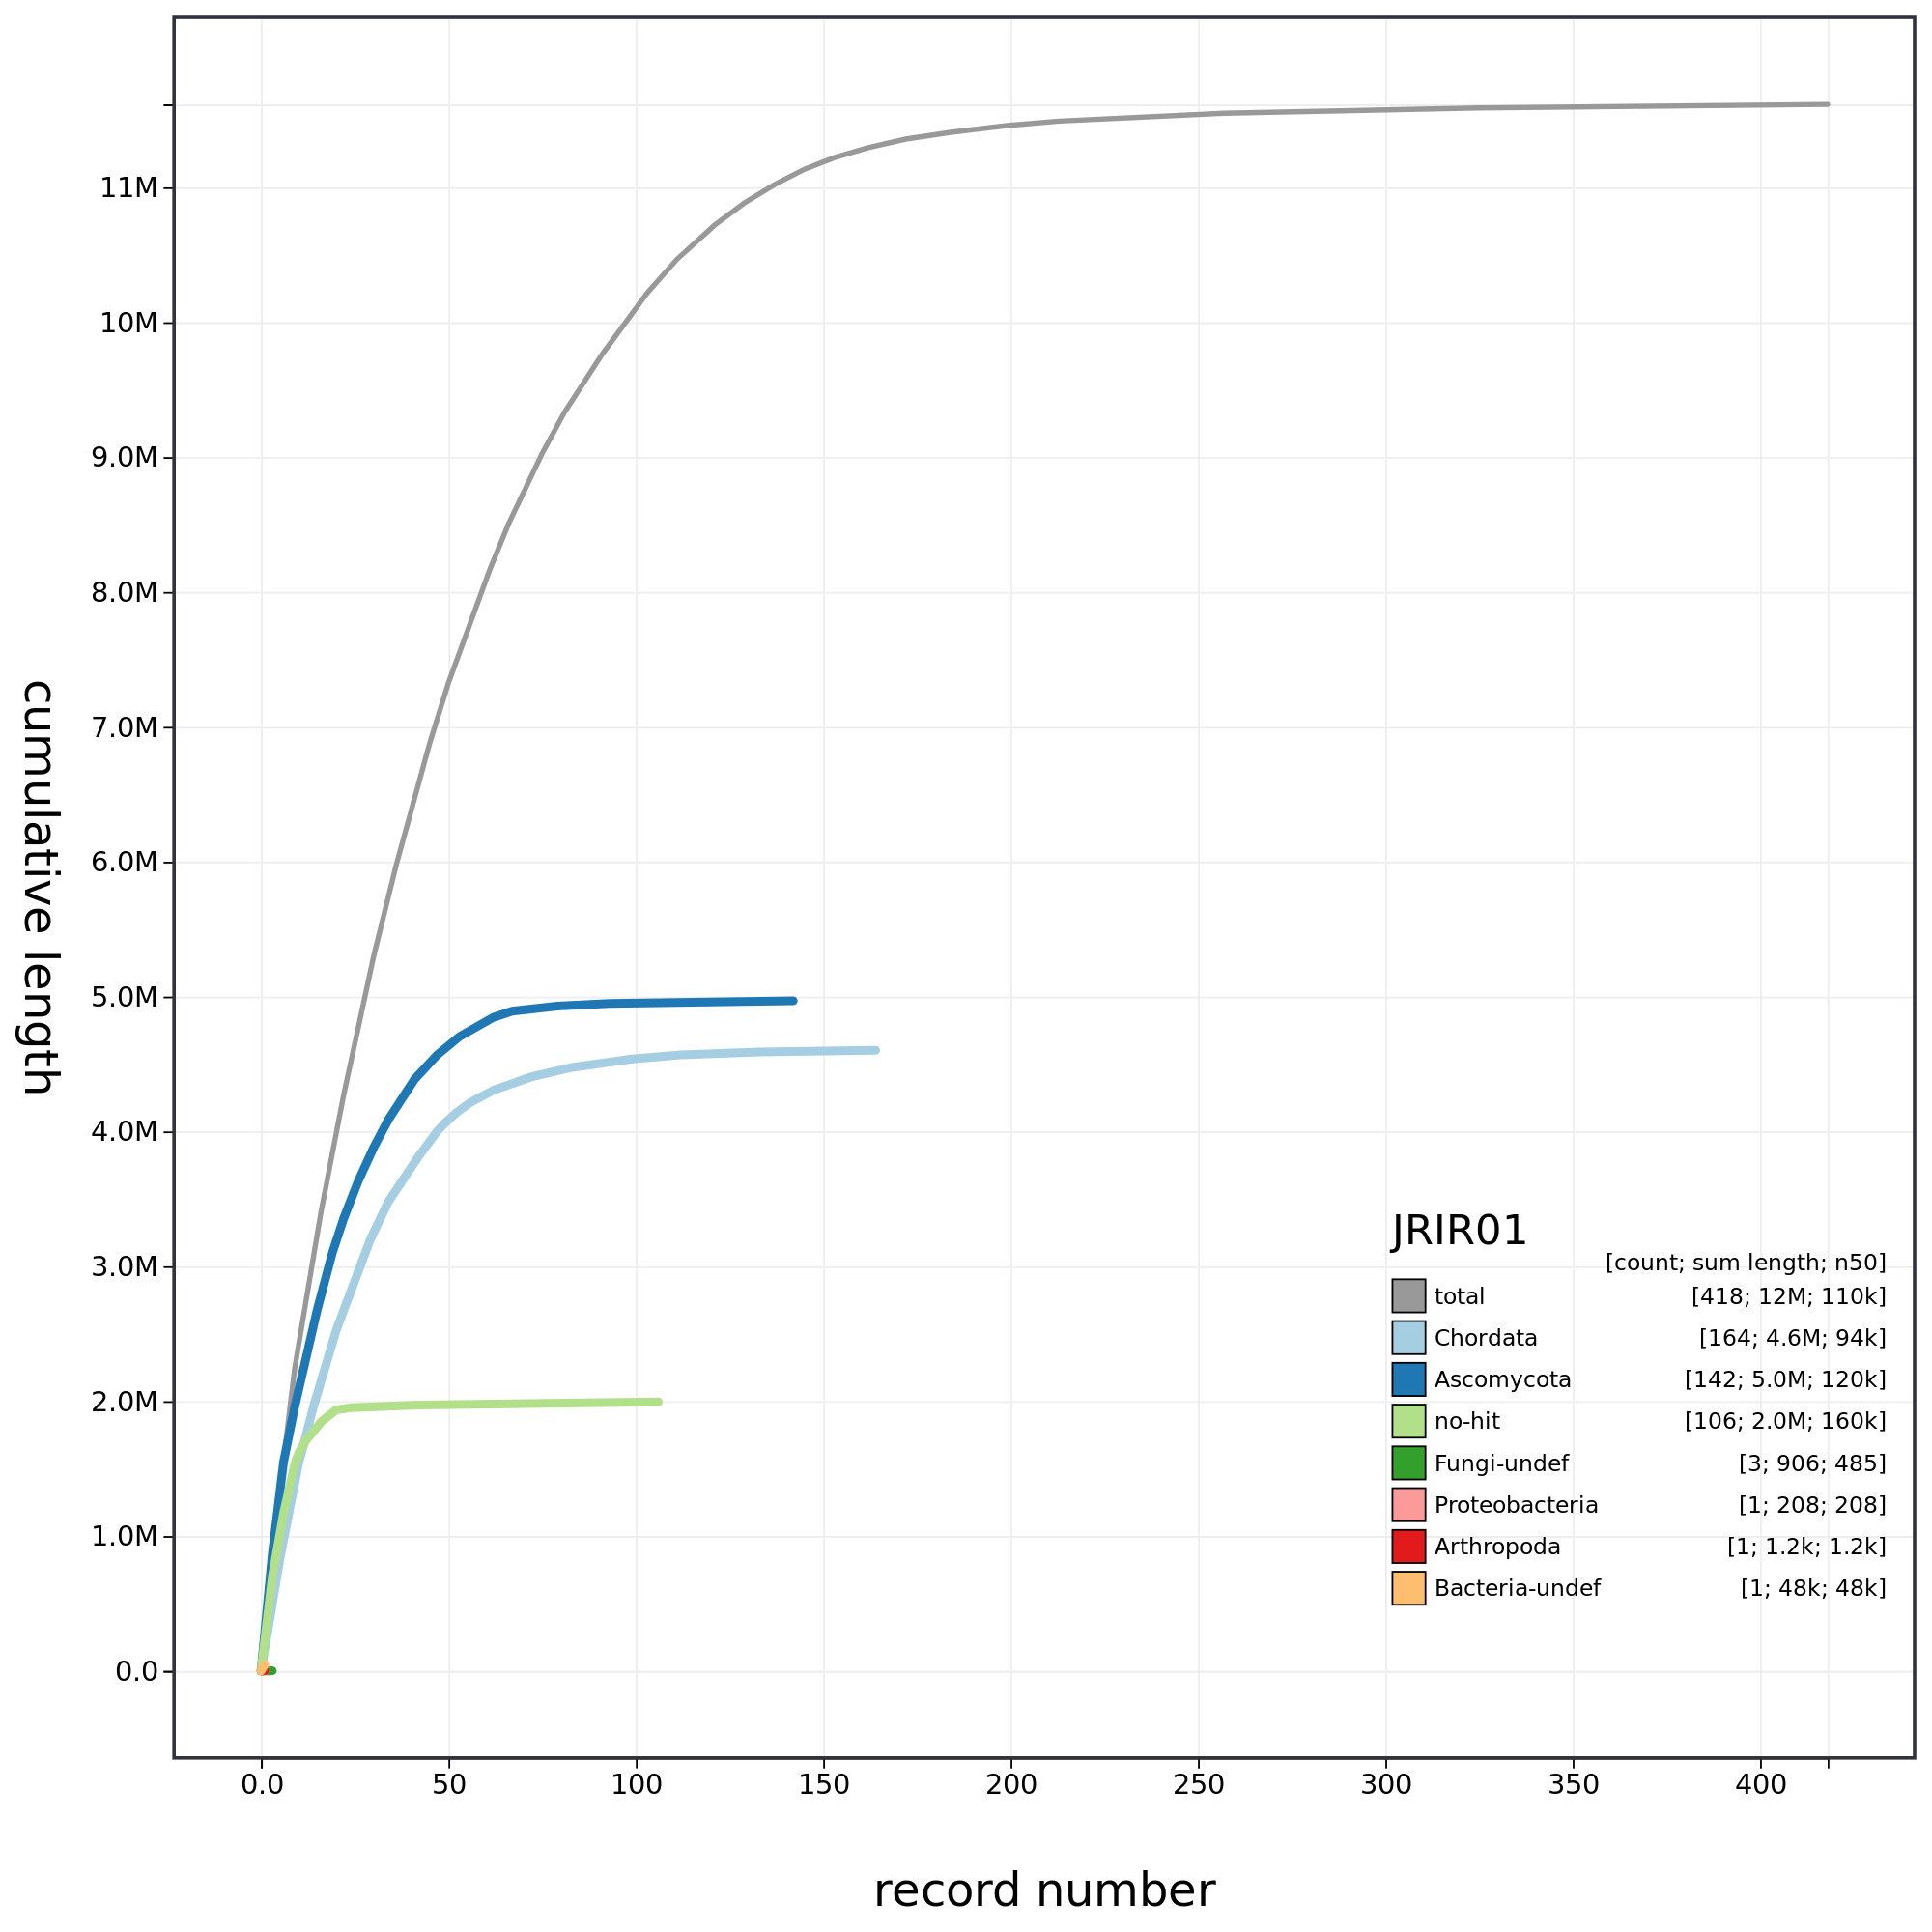 cumulative length
11M
10M
9.0M
8.0M
7.0M
6.0M
5.0M
4.0M
3.0M
2.0M
1.0M
0.0
0.0 50 100 150 200 250 300 350 400
record number
JRIR01
[count; sum length; n50]
total [418; 12M; 110k]
Chordata [164; 4.6M; 94k]
Ascomycota [142; 5.0M; 120k]
no-hit [106; 2.0M; 160k]
Fungi-undef [3; 906; 485]
Proteobacteria [1; 208; 208]
Arthropoda [1; 1.2k; 1.2k]
Bacteria-undef [1; 48k; 48k]